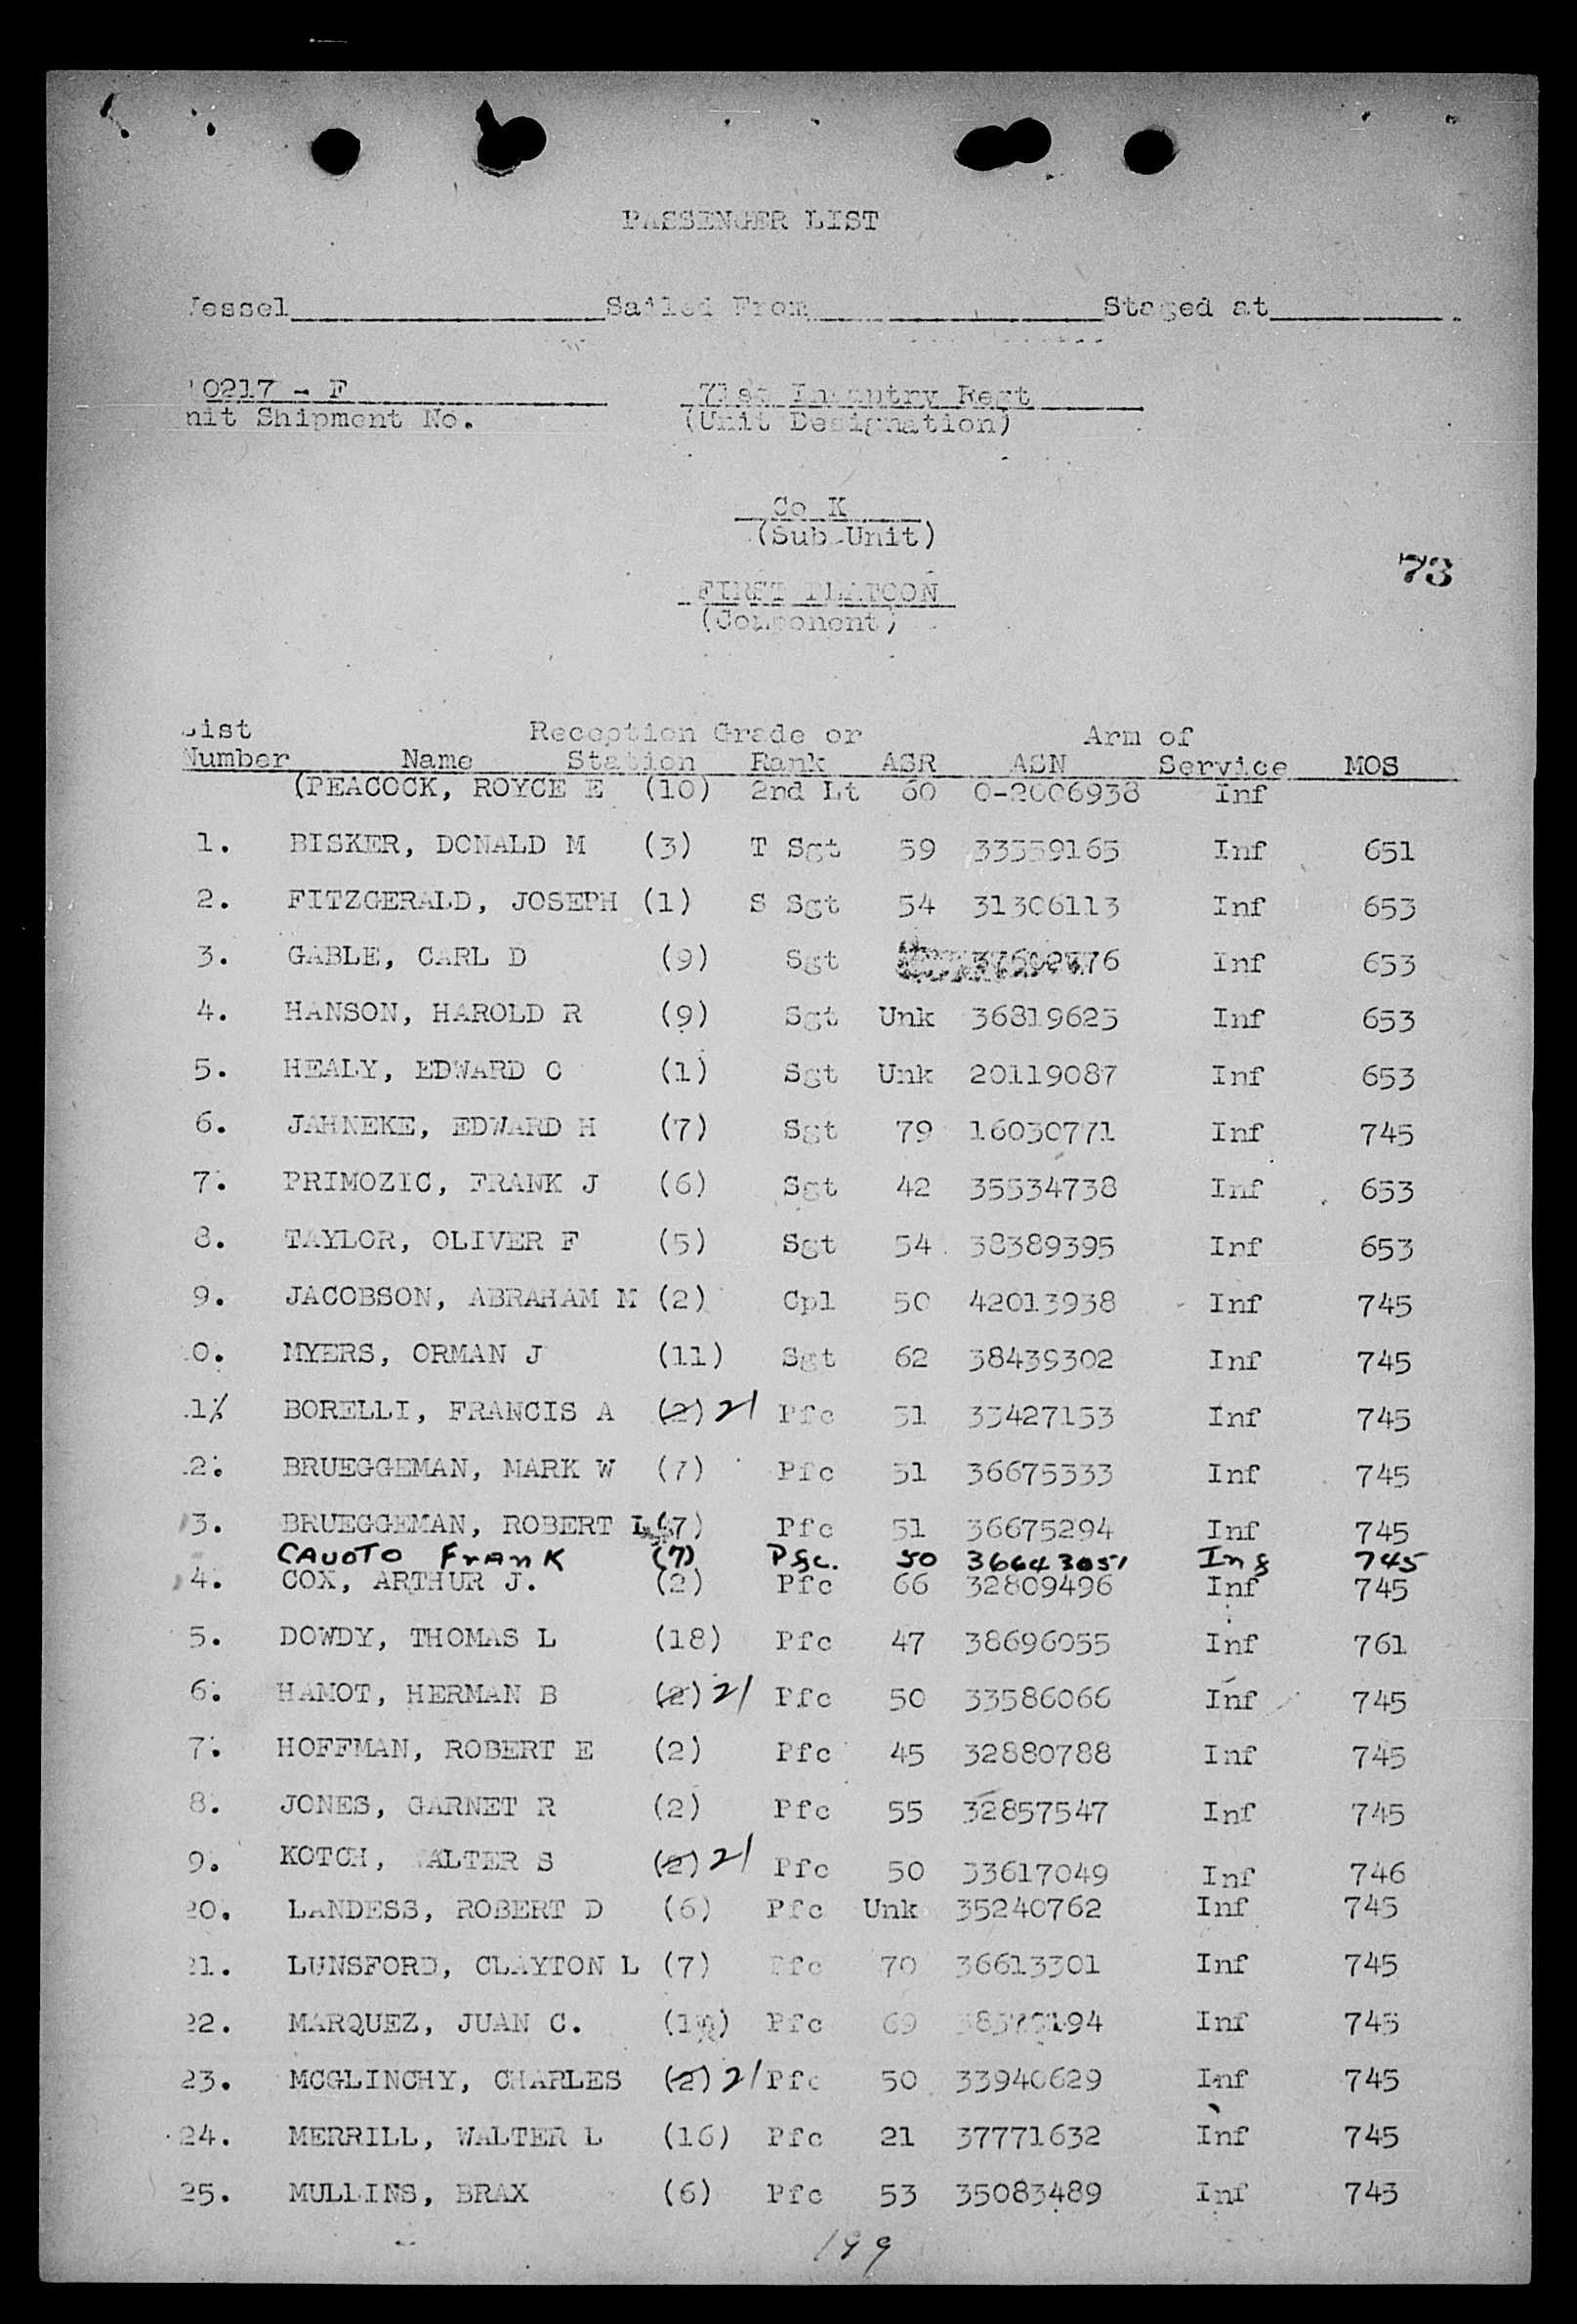 PASSENGER LIST
Vessel Sailed From Staged at
0217 - F 71st Infantry Regt
nit Shipment No. (Unit Designation)
Co K
(Sub Unit)
73
FIRST PLATOON
(Component)
List Reception Grade or Arm of
Number Name Station Rank ASR ASN Service MOS
(PEACOCK, ROYCE E (10) 2nd Lt 60 O-2006938 Inf
1. BISKER, DONALD M (3) T Sgt 59 33559165 Inf 651
2. FITZGERALD, JOSEPH (1) S Sgt 54 31306113 Inf 653
3. GABLE, CARL D (9) Sgt Inf 653
4. HANSON, HAROLD R (9) Sgt Unk 36819625 Inf 653
5. HEALY, EDWARD C (1) Sgt Unk 20119087 Inf 653
6. JAHNEKE, EDWARD H (7) Sgt 79 16030771 Inf 745
7. PRIMOZIC, FRANK J (6) Sgt 42 35534738 Inf 653
8. TAYLOR, OLIVER F (5) Sgt 54 38389395 Inf 653
9. JACOBSON, ABRAHAM M (2) Cpl 50 42013938 Inf 745
0. MYERS, ORMAN J (11) Sgt 62 38439302 Inf 745
1. BORELLI, FRANCIS A (2) 21 Pfc 51 33427153 Inf 745
2. BRUEGGEMAN, MARK W (7) Pfc 51 36675333 Inf 745
3. BRUEGGEMAN, ROBERT L (7) Pfc 51 36675294 Inf 745
CAUOTO FrAnK (7) Pfc. 50 36643051 Inf 745
4. COX, ARTHUR J. (2) Pfc 66 32809496 Inf 745
5. DOWDY, THOMAS L (18) Pfc 47 38696055 Inf 761
6. HAMOT, HERMAN B (2) 21 Pfc 50 33586066 Inf 745
7. HOFFMAN, ROBERT E (2) Pfc 45 32880788 Inf 745
8. JONES, GARNET R (2) Pfc 55 32857547 Inf 745
9. KOTCH, WALTER S (2) 21 Pfc 50 33617049 Inf 746
20. LANDESS, ROBERT D (6) Pfc Unk 35240762 Inf 745
21. LUNSFORD, CLAYTON L (7) Pfc 70 36613301 Inf 745
22. MARQUEZ, JUAN C. Pfc 69 Inf 745
23. MCGLINCHY, CHARLES (2) 21 Pfc 50 33940629 Inf 745
24. MERRILL, WALTER L (16) Pfc 21 37771632 Inf 745
25. MULLINS, BRAX (6) Pfc 53 35083489 Inf 745
199